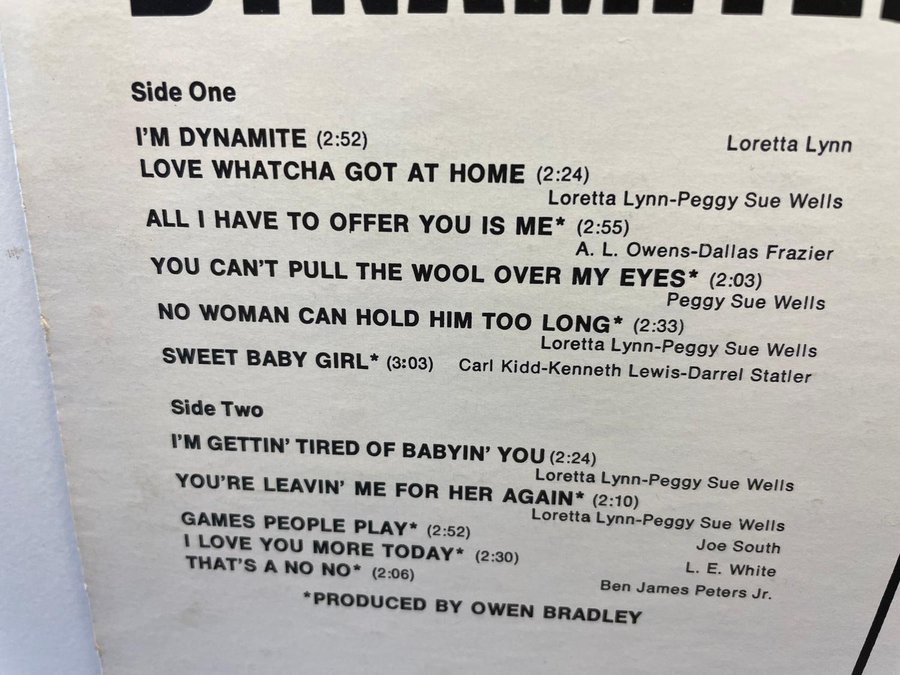 DYNAMITE!
Side One
I'M DYNAMITE (2:52) Loretta Lynn
LOVE WHATCHA GOT AT HOME (2:24)
Loretta Lynn-Peggy Sue Wells
ALL I HAVE TO OFFER YOU IS ME* (2:55)
A. L. Owens-Dallas Frazier
YOU CAN'T PULL THE WOOL OVER MY EYES* (2:03)
Peggy Sue Wells
NO WOMAN CAN HOLD HIM TOO LONG* (2:33)
Loretta Lynn-Peggy Sue Wells
SWEET BABY GIRL* (3:03) Carl Kidd-Kenneth Lewis-Darrel Statler
Side Two
I'M GETTIN' TIRED OF BABYIN' YOU (2:24)
Loretta Lynn-Peggy Sue Wells
YOU'RE LEAVIN' ME FOR HER AGAIN* (2:10)
Loretta Lynn-Peggy Sue Wells
GAMES PEOPLE PLAY* (2:52) Joe South
I LOVE YOU MORE TODAY* (2:30) L. E. White
THAT'S A NO NO* (2:06) Ben James Peters Jr.
*PRODUCED BY OWEN BRADLEY